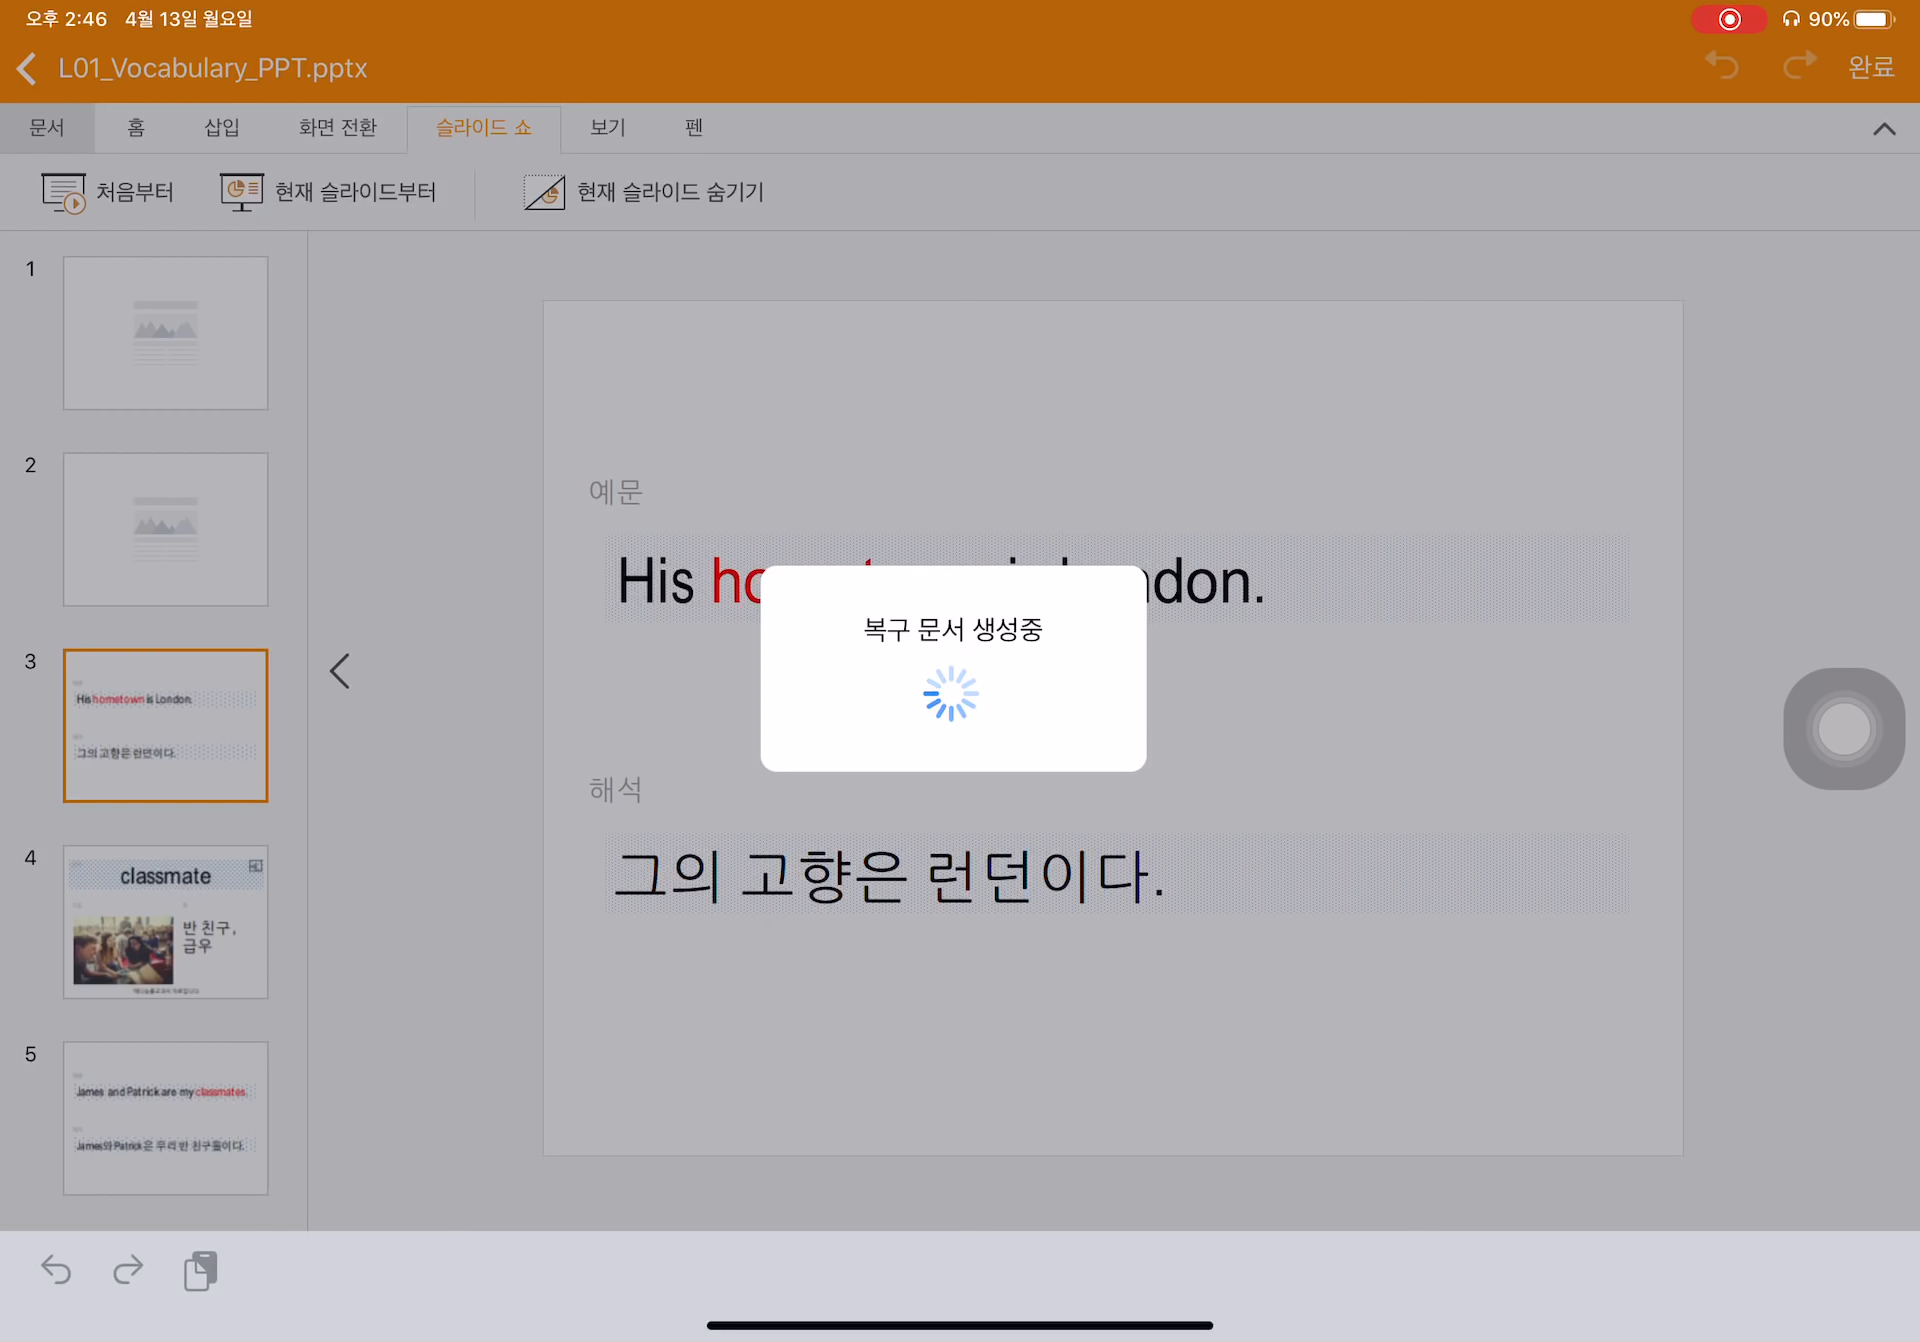 오후 2:46 4월 13일 월요일
90%
L01_Vocabulary_PPT.pptx
완료
문서 홈 삽입 화면 전환 슬라이드 쇼 보기 펜
처음부터 현재 슬라이드부터 현재 슬라이드 숨기기
1
2
3
His hometown is London.
그의 고향은 런던이다.
4
classmate
반 친구,
급우
5
James and Patrick are my classmates.
James와 Patrick은 우리 반 친구들이다.
예문
His ho
ndon.
복구 문서 생성중
해석
그의 고향은 런던이다.